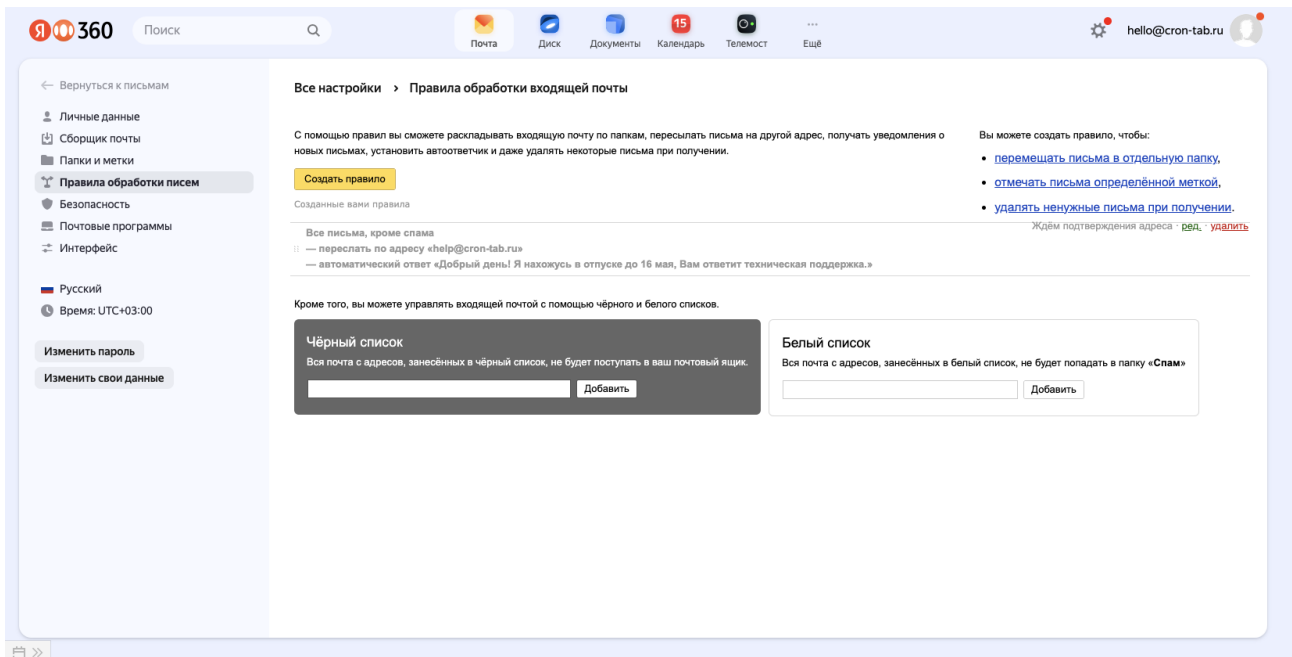 Я 360
Поиск
Почта
Диск
Документы
15
Календарь
Телемост
Ещё
hello@cron-tab.ru
Вернуться к письмам
Личные данные
Сборщик почты
Папки и метки
Правила обработки писем
Безопасность
Почтовые программы
Интерфейс
Русский
Время: UTC+03:00
Изменить пароль
Изменить свои данные
Все настройки › Правила обработки входящей почты
С помощью правил вы сможете раскладывать входящую почту по папкам, пересылать письма на другой адрес, получать уведомления о
новых письмах, установить автоответчик и даже удалять некоторые письма при получении.
Создать правило
Созданные вами правила
Вы можете создать правило, чтобы:
• перемещать письма в отдельную папку,
• отмечать письма определённой меткой,
• удалять ненужные письма при получении.
Ждём подтверждения адреса · ред. · удалить
Все письма, кроме спама
— переслать по адресу «help@cron-tab.ru»
— автоматический ответ «Добрый день! Я нахожусь в отпуске до 16 мая, Вам ответит техническая поддержка.»
Кроме того, вы можете управлять входящей почтой с помощью чёрного и белого списков.
Чёрный список
Вся почта с адресов, занесённых в чёрный список, не будет поступать в ваш почтовый ящик.
Добавить
Белый список
Вся почта с адресов, занесённых в белый список, не будет попадать в папку «Спам»
Добавить